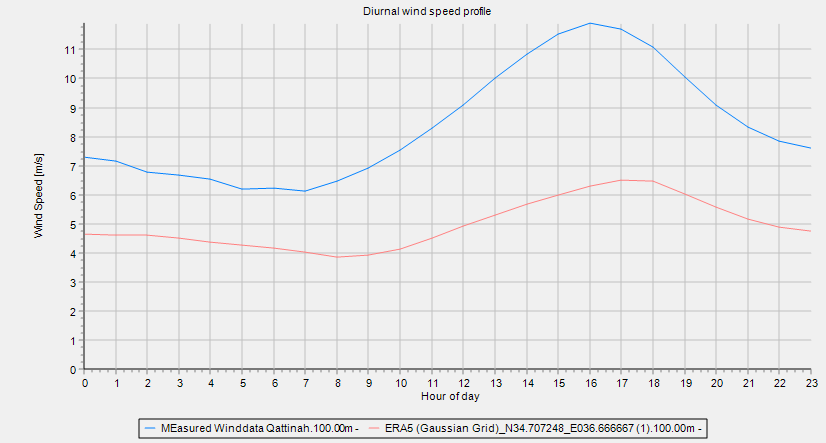 Diurnal wind speed profile
Wind Speed [m/s]
11
10
9
8
7
6
5
4
3
2
1
0
0 1 2 3 4 5 6 7 8 9 10 11 12 13 14 15 16 17 18 19 20 21 22 23
Hour of day
MEasured Winddata Qattinah.100.00m - ERA5 (Gaussian Grid)_N34.707248_E036.666667 (1).100.00m -